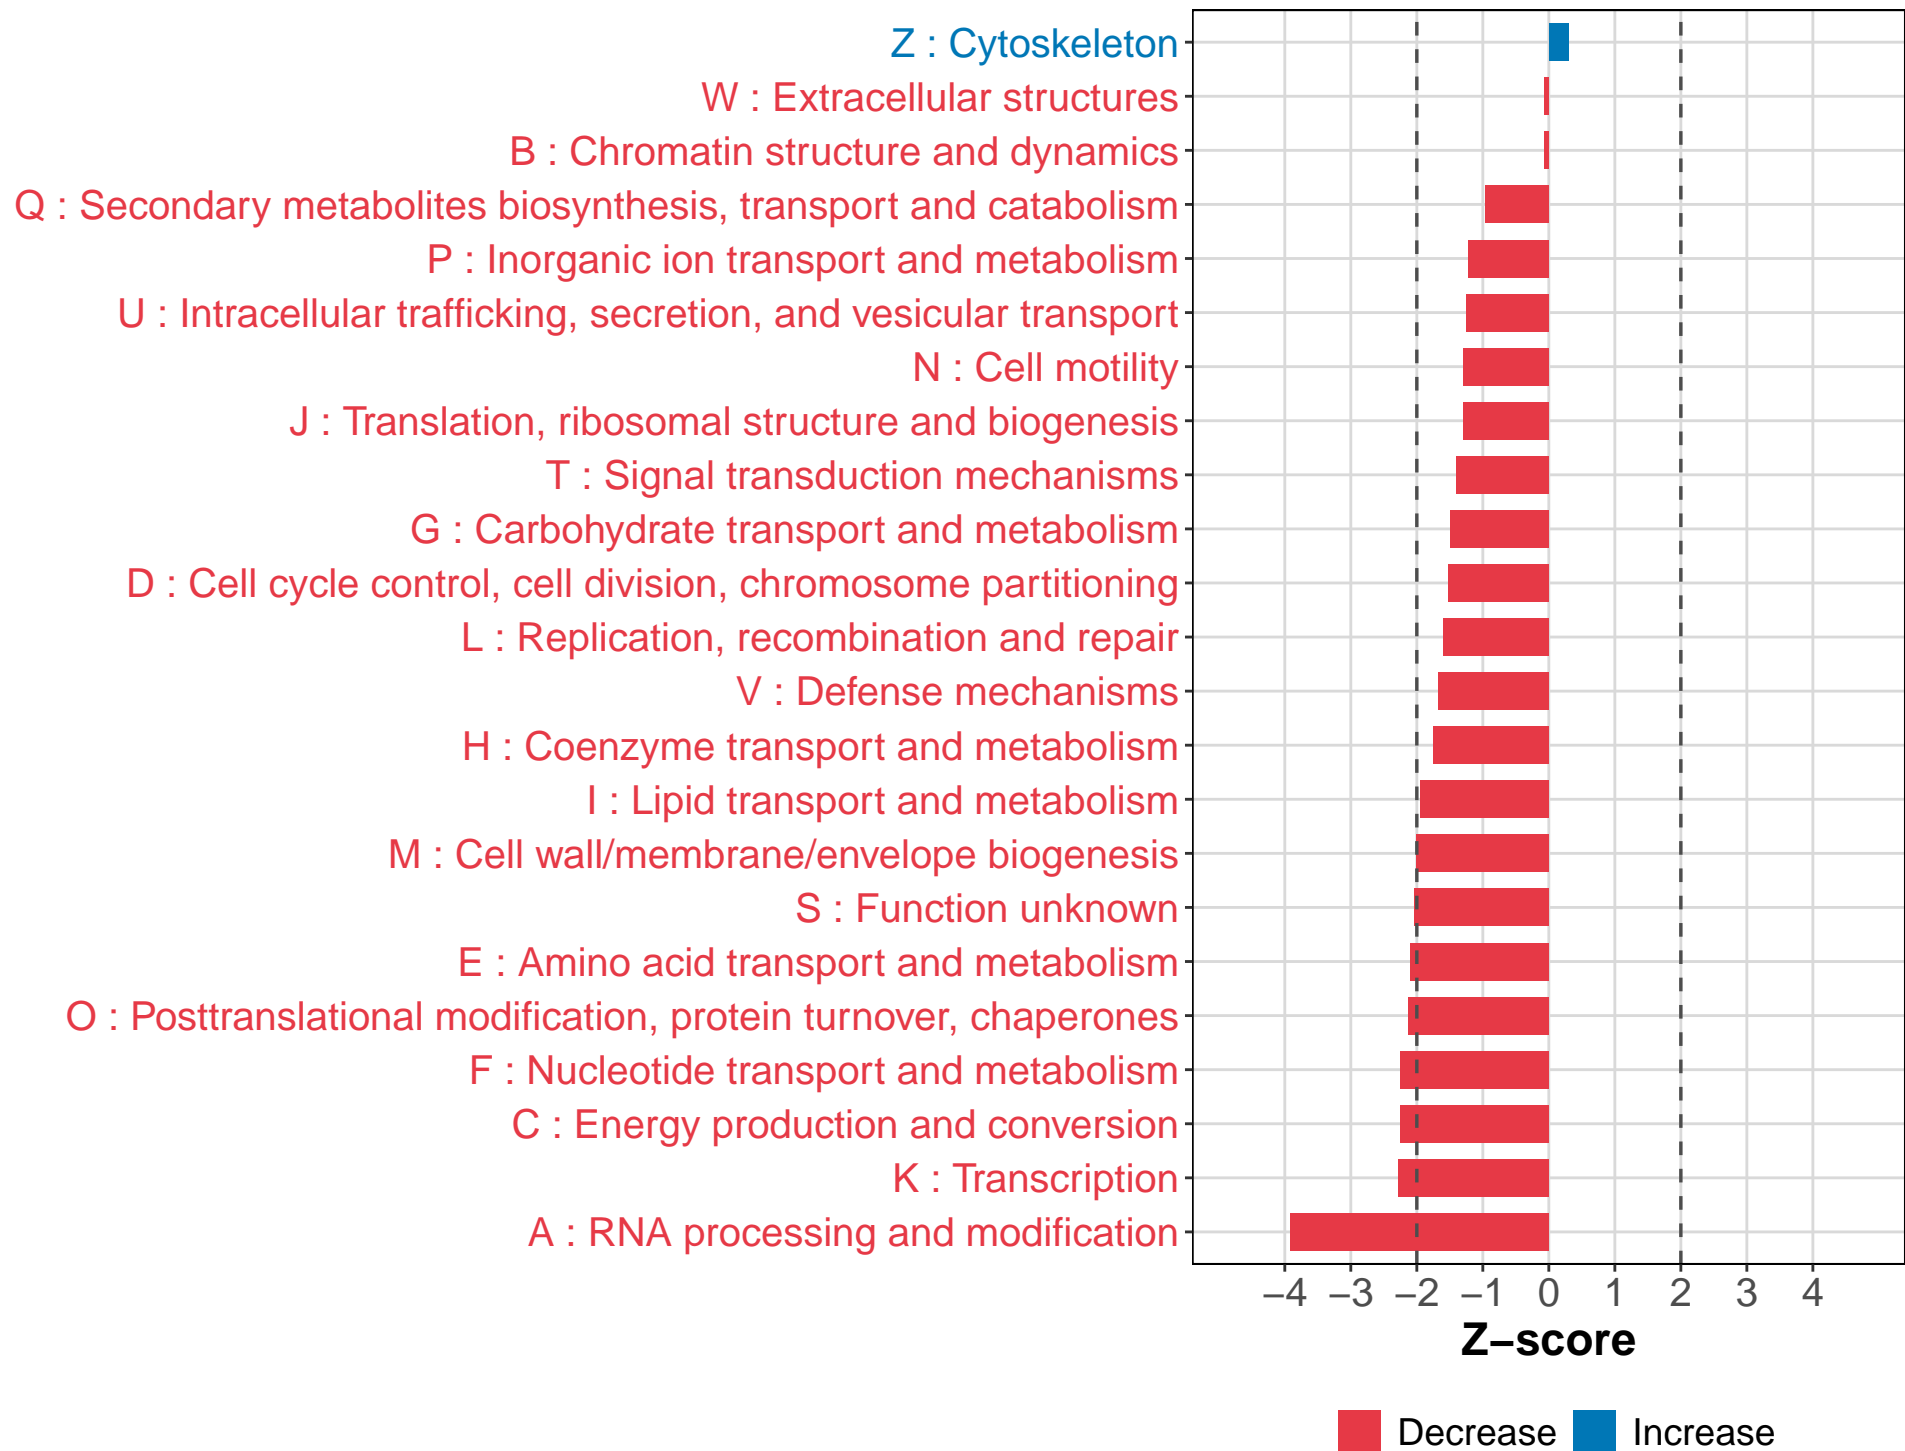 Z : Cytoskeleton
W : Extracellular structures
B : Chromatin structure and dynamics
Q : Secondary metabolites biosynthesis, transport and catabolism
P : Inorganic ion transport and metabolism
U : Intracellular trafficking, secretion, and vesicular transport
N : Cell motility
J : Translation, ribosomal structure and biogenesis
T : Signal transduction mechanisms
G : Carbohydrate transport and metabolism
D : Cell cycle control, cell division, chromosome partitioning
L : Replication, recombination and repair
V : Defense mechanisms
H : Coenzyme transport and metabolism
I : Lipid transport and metabolism
M : Cell wall/membrane/envelope biogenesis
S : Function unknown
E : Amino acid transport and metabolism
O : Posttranslational modification, protein turnover, chaperones
F : Nucleotide transport and metabolism
C : Energy production and conversion
K : Transcription
A : RNA processing and modification
−4 −3 −2 −1 0 1 2 3 4
Z−score
Decrease Increase